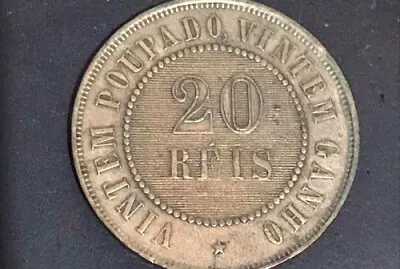 VINTEM POUPADO, VINTEM GANHO
20
RÉIS